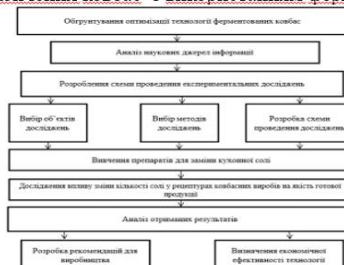 Обґрунтування оптимізації технології ферментованих ковбас
Аналіз наукових джерел інформації
Розроблення схеми проведення експериментальних досліджень
Вибір об`єктів
досліджень
Вибір методів
досліджень
Розробка схеми
проведення досліджень
Вивчення препаратів для заміни кухонної солі
Дослідження впливу зміни кількості солі у рецептурах ковбасних виробів на якість готової
продукції
Аналіз отриманих результатів
Розробка рекомендацій для
виробництва
Визначення економічної
ефективності технології